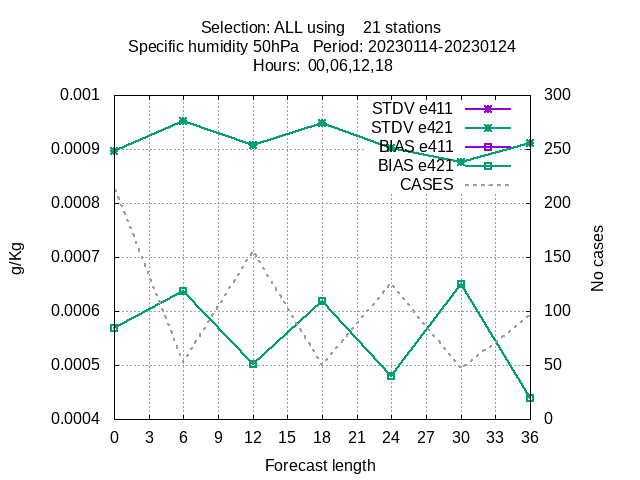 Selection: ALL using    21 stations
Specific humidity 50hPa   Period: 20230114-20230124
Hours:  00,06,12,18
0.001
0.0009
0.0008
0.0007
0.0006
0.0005
0.0004
g/Kg
STDV e411
STDV e421
BIAS e411
BIAS e421
CASES
300
250
200
150
100
50
0
No cases
0 3 6 9 12 15 18 21 24 27 30 33 36
Forecast length